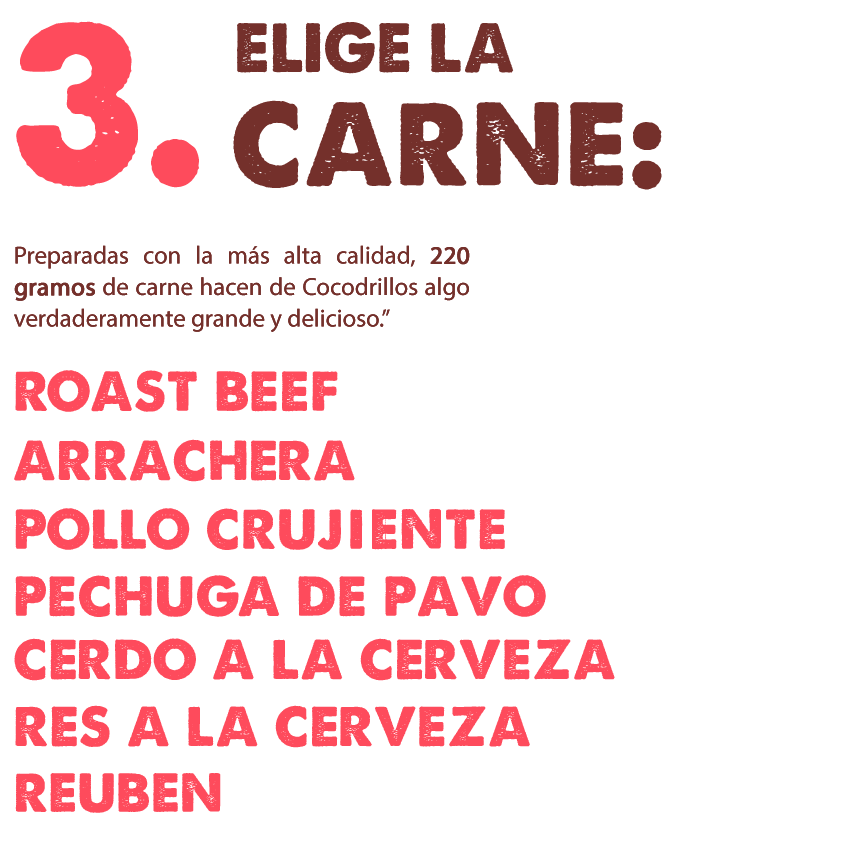 3. ELIGE LA
CARNE:
Preparadas con la más alta calidad, 220
gramos de carne hacen de Cocodrillos algo
verdaderamente grande y delicioso.”
ROAST BEEF
ARRACHERA
POLLO CRUJIENTE
PECHUGA DE PAVO
CERDO A LA CERVEZA
RES A LA CERVEZA
REUBEN